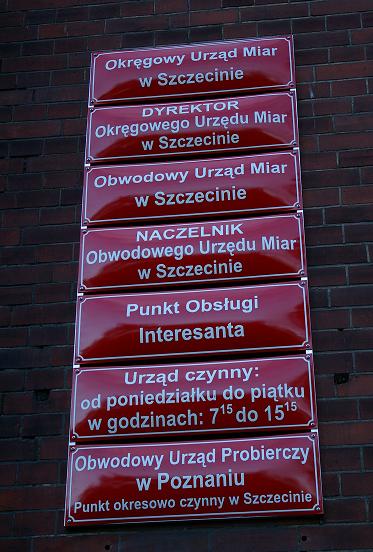 Okręgowy Urząd Miar
w Szczecinie
DYREKTOR
Okręgowego Urzędu Miar
w Szczecinie
Obwodowy Urząd Miar
w Szczecinie
NACZELNIK
Obwodowego Urzędu Miar
w Szczecinie
Punkt Obsługi
Interesanta
Urząd czynny:
od poniedziałku do piątku
w godzinach: 7¹⁵ do 15¹⁵
Obwodowy Urząd Probierczy
w Poznaniu
Punkt okresowo czynny w Szczecinie